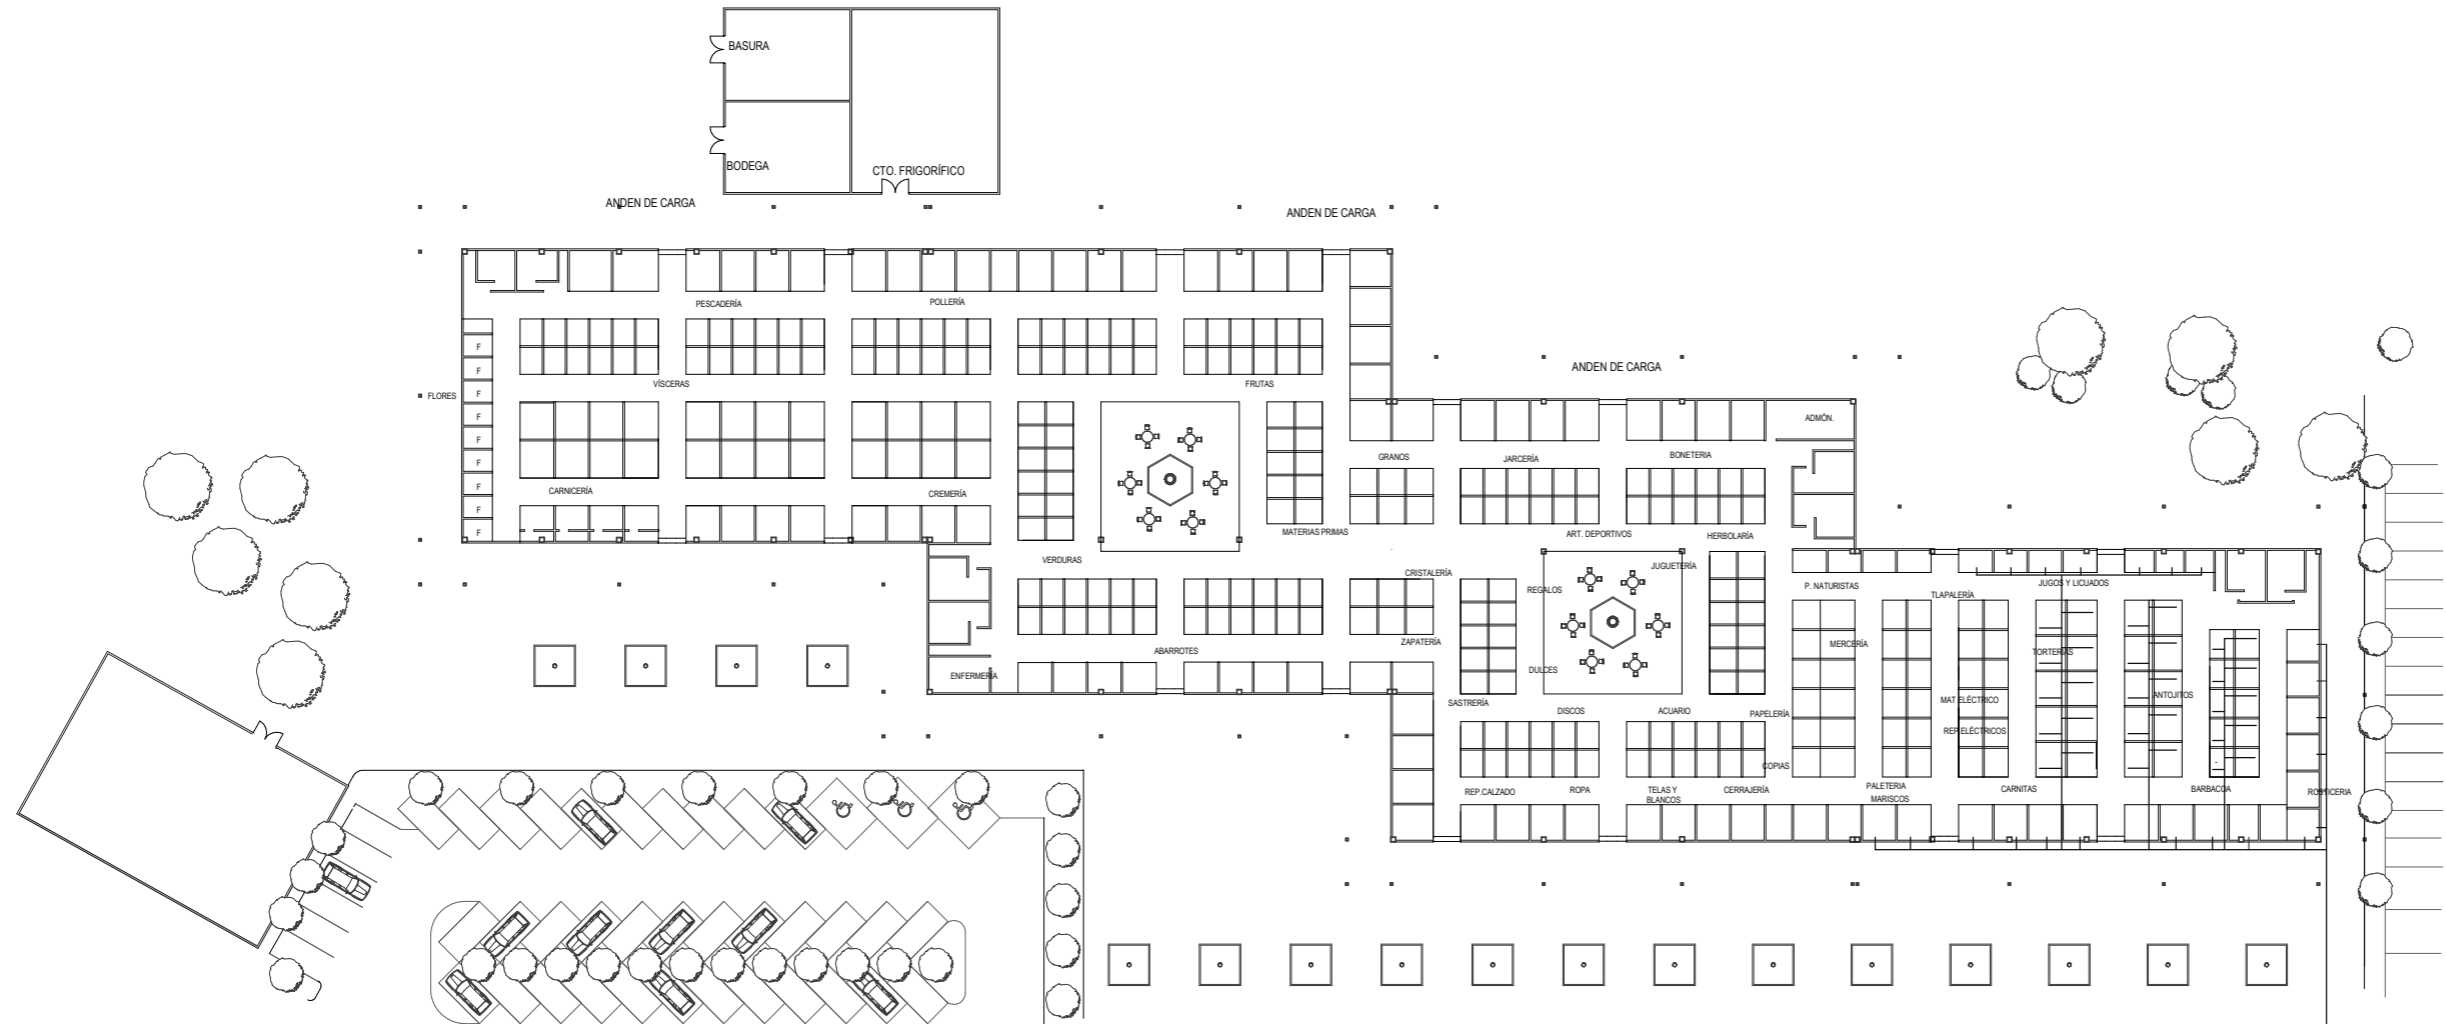 BASURA
BODEGA
CTO. FRIGORÍFICO
ANDEN DE CARGA
ANDEN DE CARGA
PESCADERÍA
POLLERÍA
F
F
F
F
F
F
F
F
F
VÍSCERAS
FRUTAS
FLORES
ANDEN DE CARGA
ADMÓN.
GRANOS
JARCERÍA
BONETERIA
CARNICERÍA
CREMERÍA
MATERIAS PRIMAS
ART. DEPORTIVOS
HERBOLARÍA
VERDURAS
CRISTALERÍA
JUGUETERÍA
REGALOS
P. NATURISTAS
JUGOS Y LICUADOS
TLAPALERÍA
ZAPATERÍA
MERCERÍA
ABARROTES
TORTERIAS
ENFERMERÍA
DULCES
SASTRERÍA
MAT ELÉCTRICO
ANTOJITOS
DISCOS
ACUARIO
PAPELERÍA
REP.ELÉCTRICOS
COPIAS
REP.CALZADO
ROPA
TELAS Y
BLANCOS
CERRAJERÍA
PALETERIA
MARISCOS
CARNITAS
BARBACOA
ROSTICERIA